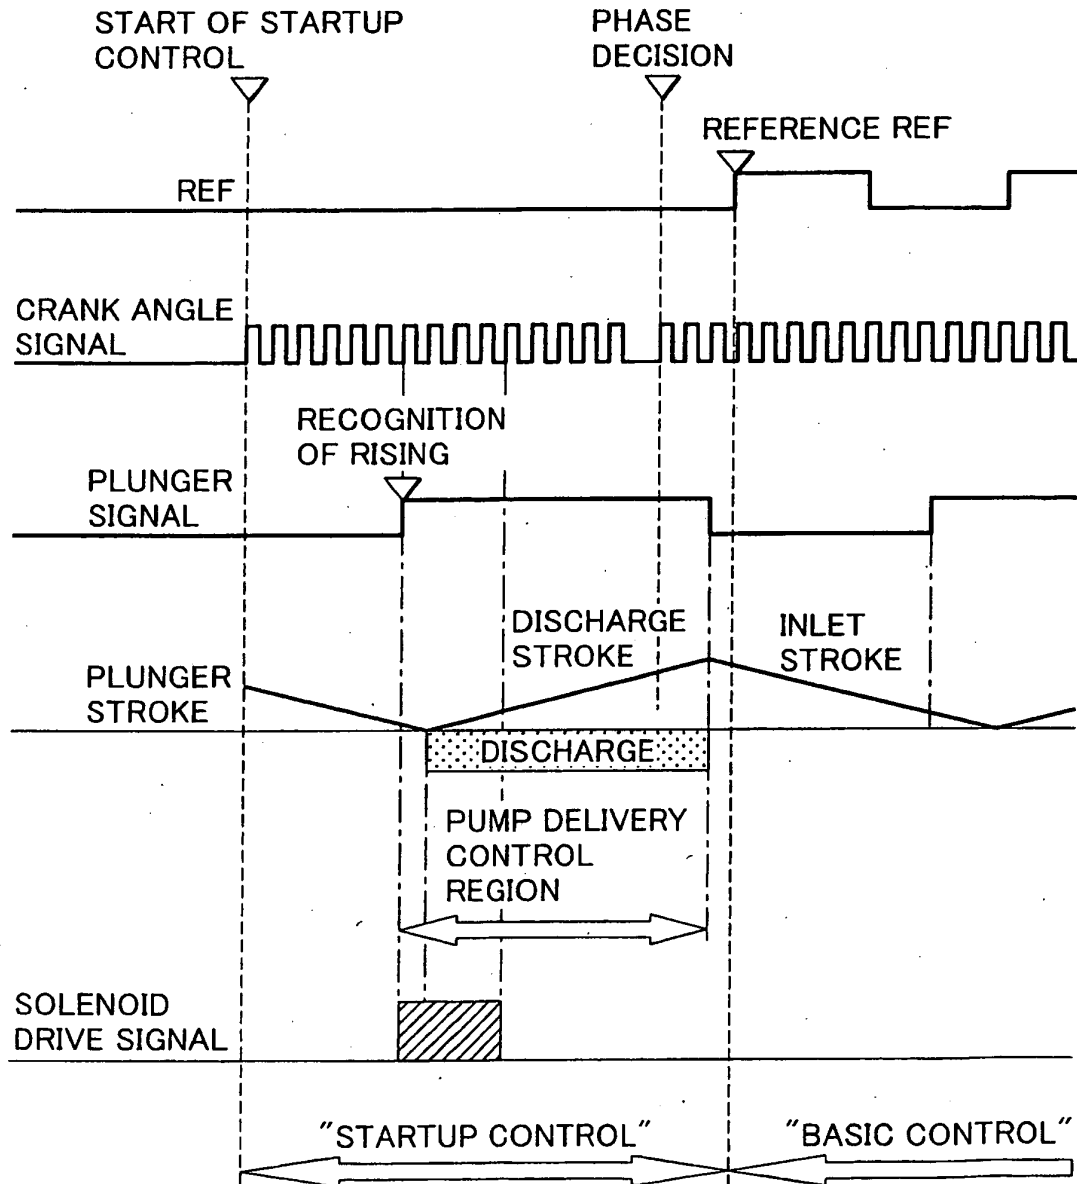 START OF STARTUP
CONTROL
PHASE
DECISION
REFERENCE REF
REF
CRANK ANGLE
SIGNAL
RECOGNITION
OF RISING
PLUNGER
SIGNAL
DISCHARGE
STROKE
INLET
STROKE
PLUNGER
STROKE
DISCHARGE
PUMP DELIVERY
CONTROL
REGION
SOLENOID
DRIVE SIGNAL
"STARTUP CONTROL"
"BASIC CONTROL"